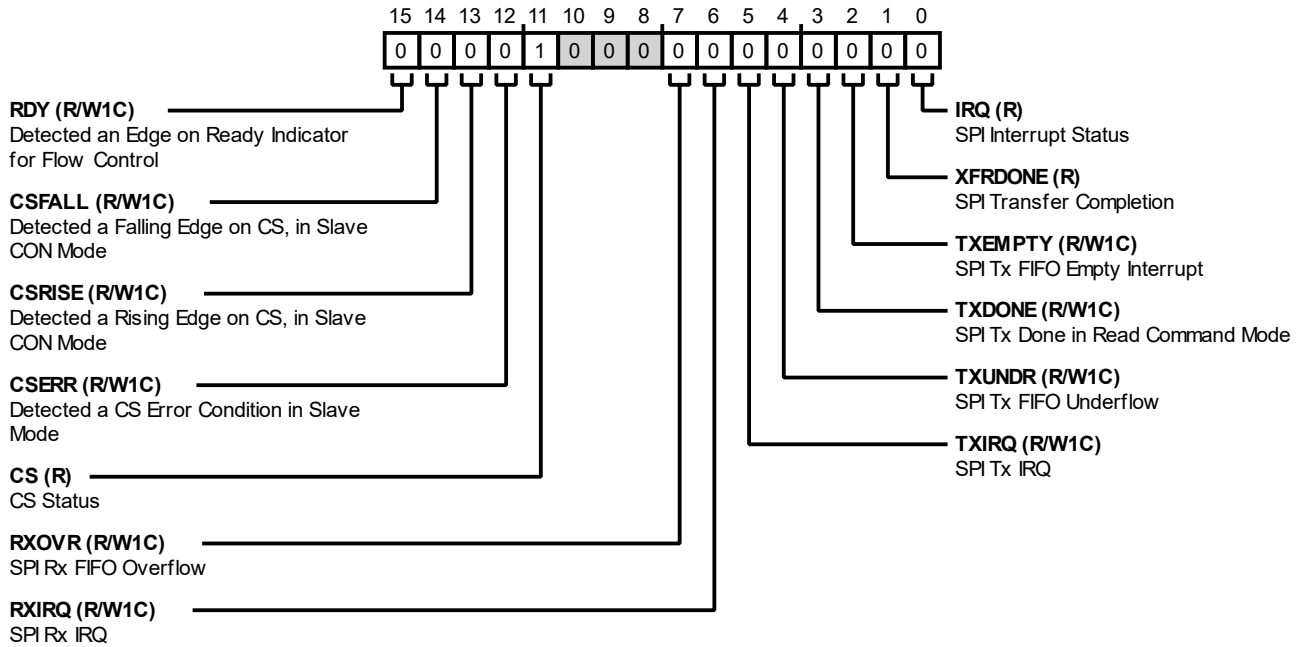 15 14 13 12 11 10 9 8 7 6 5 4 3 2 1 0
0 0 0 0 1 0 0 0 0 0 0 0 0 0 0 0
RDY (R/W1C)
Detected an Edge on Ready Indicator
for Flow Control
CSFALL (R/W1C)
Detected a Falling Edge on CS, in Slave
CON Mode
CSRISE (R/W1C)
Detected a Rising Edge on CS, in Slave
CON Mode
CSERR (R/W1C)
Detected a CS Error Condition in Slave
Mode
CS (R)
CS Status
RXOVR (R/W1C)
SPI Rx FIFO Overflow
RXIRQ (R/W1C)
SPI Rx IRQ
IRQ (R)
SPI Interrupt Status
XFRDONE (R)
SPI Transfer Completion
TXEMPTY (R/W1C)
SPI Tx FIFO Empty Interrupt
TXDONE (R/W1C)
SPI Tx Done in Read Command Mode
TXUNDR (R/W1C)
SPI Tx FIFO Underflow
TXIRQ (R/W1C)
SPI Tx IRQ